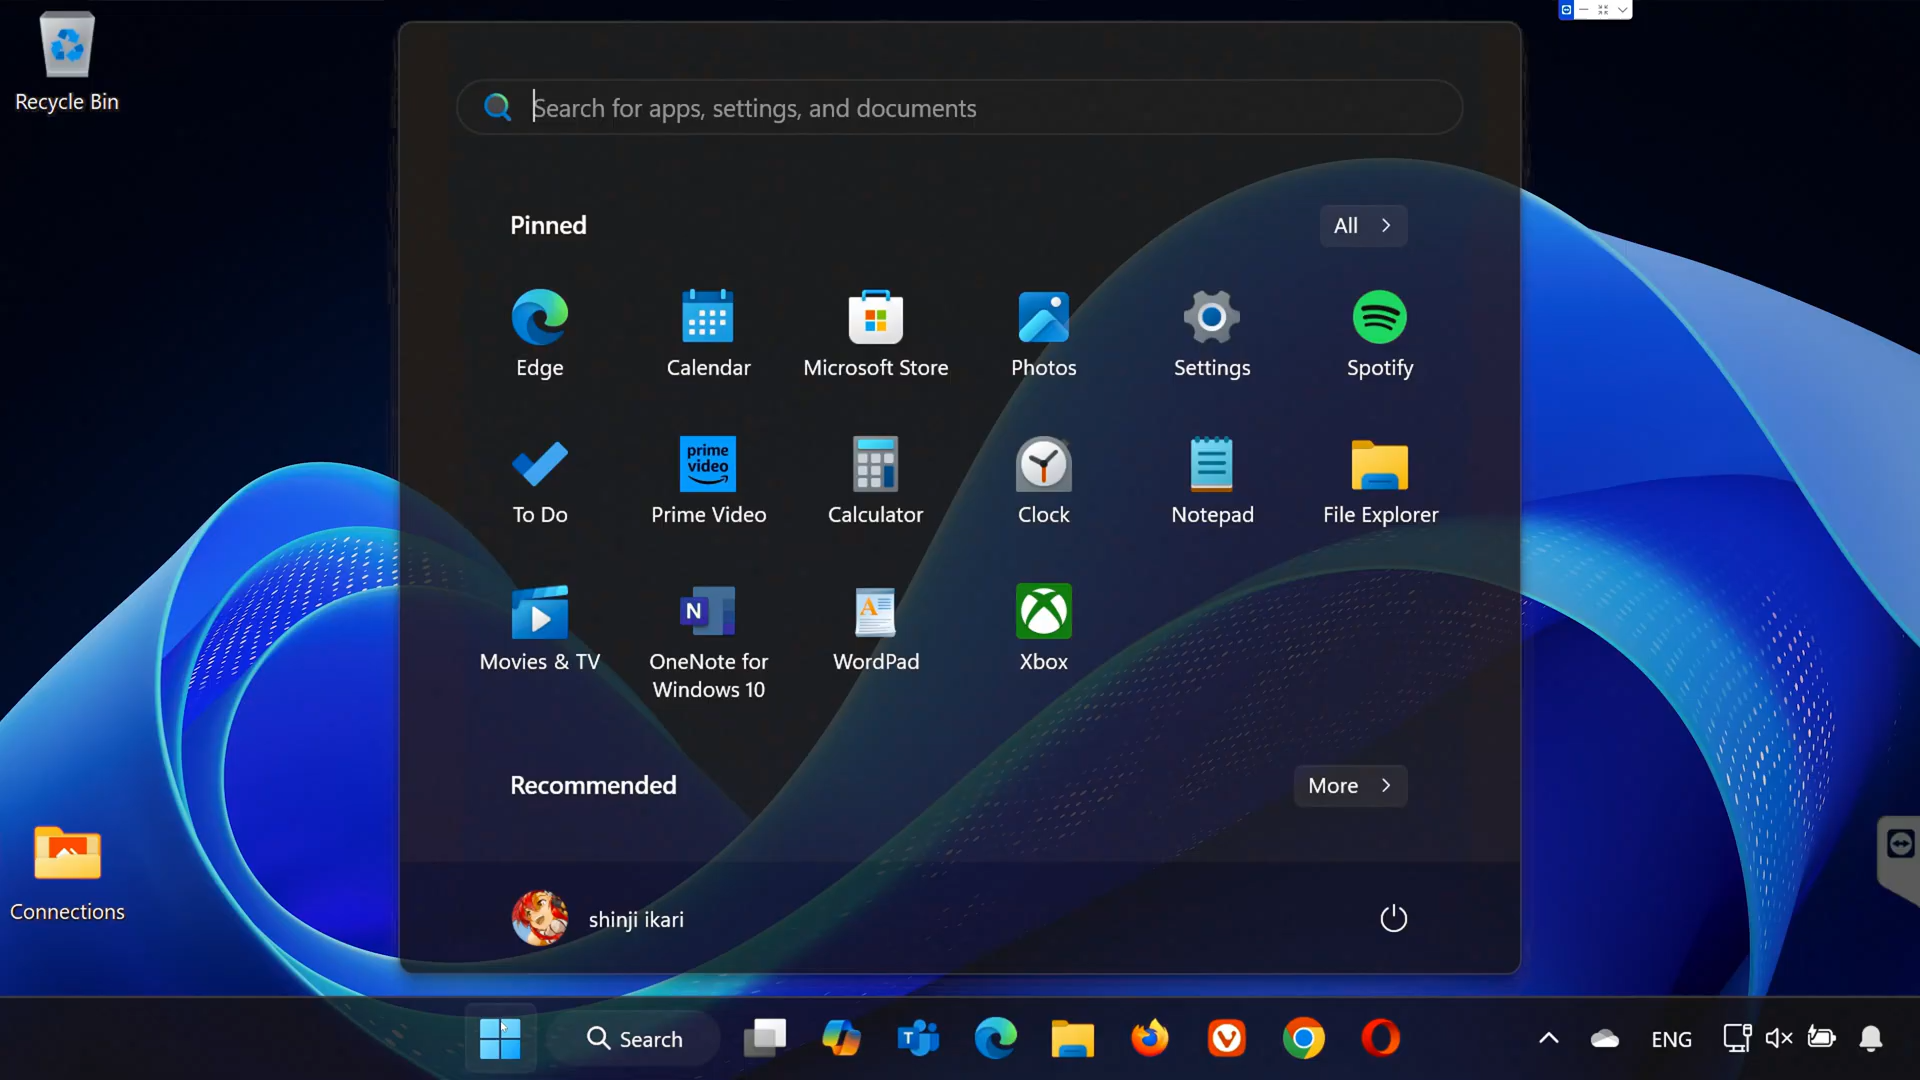 Recycle Bin
Search for apps, settings, and documents
Pinned
All
Edge
Calendar
Microsoft Store
Photos
Settings
Spotify
To Do
prime
video
Prime Video
Calculator
Clock
Notepad
File Explorer
Movies & TV
N
OneNote for
Windows 10
A
WordPad
Xbox
Recommended
More
Connections
shinji ikari
Search
T
ENG